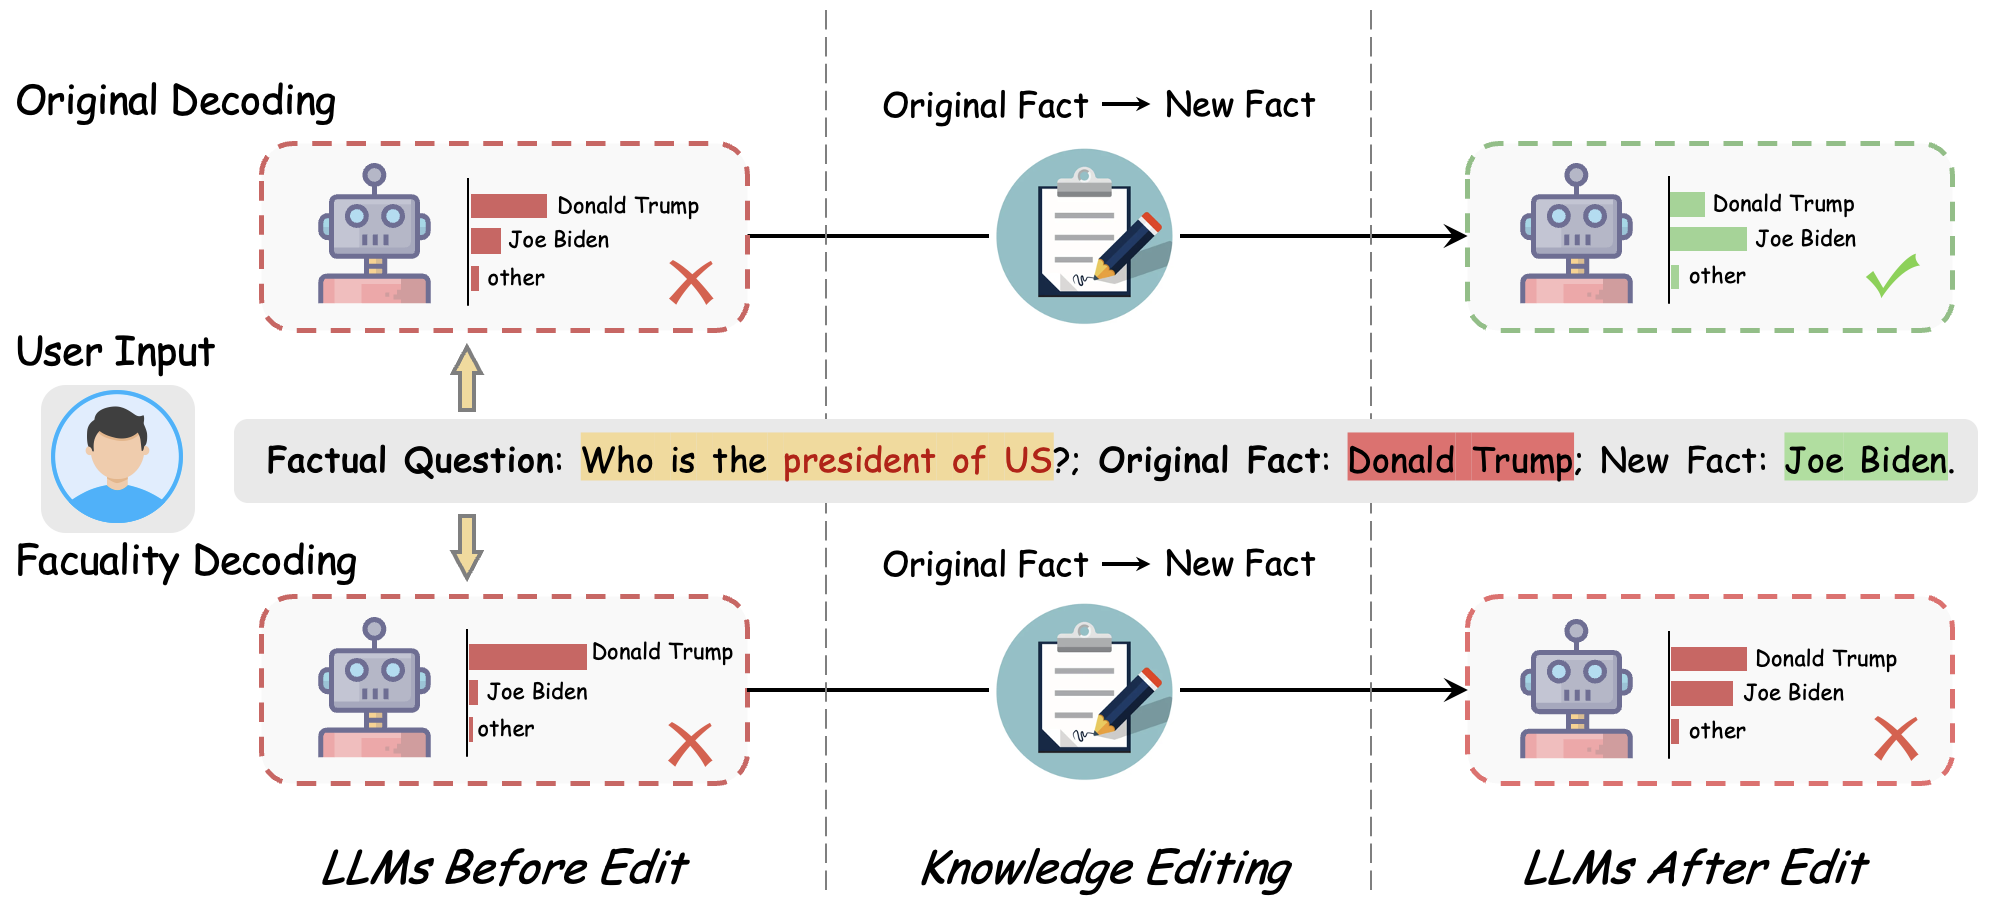 Original Decoding
Original Fact → New Fact
Donald Trump
Joe Biden
other
Donald Trump
Joe Biden
other
User Input
Factual Question: Who is the president of US?; Original Fact: Donald Trump; New Fact: Joe Biden.
Facuality Decoding
Original Fact → New Fact
Donald Trump
Joe Biden
other
Donald Trump
Joe Biden
other
LLMs Before Edit
Knowledge Editing
LLMs After Edit